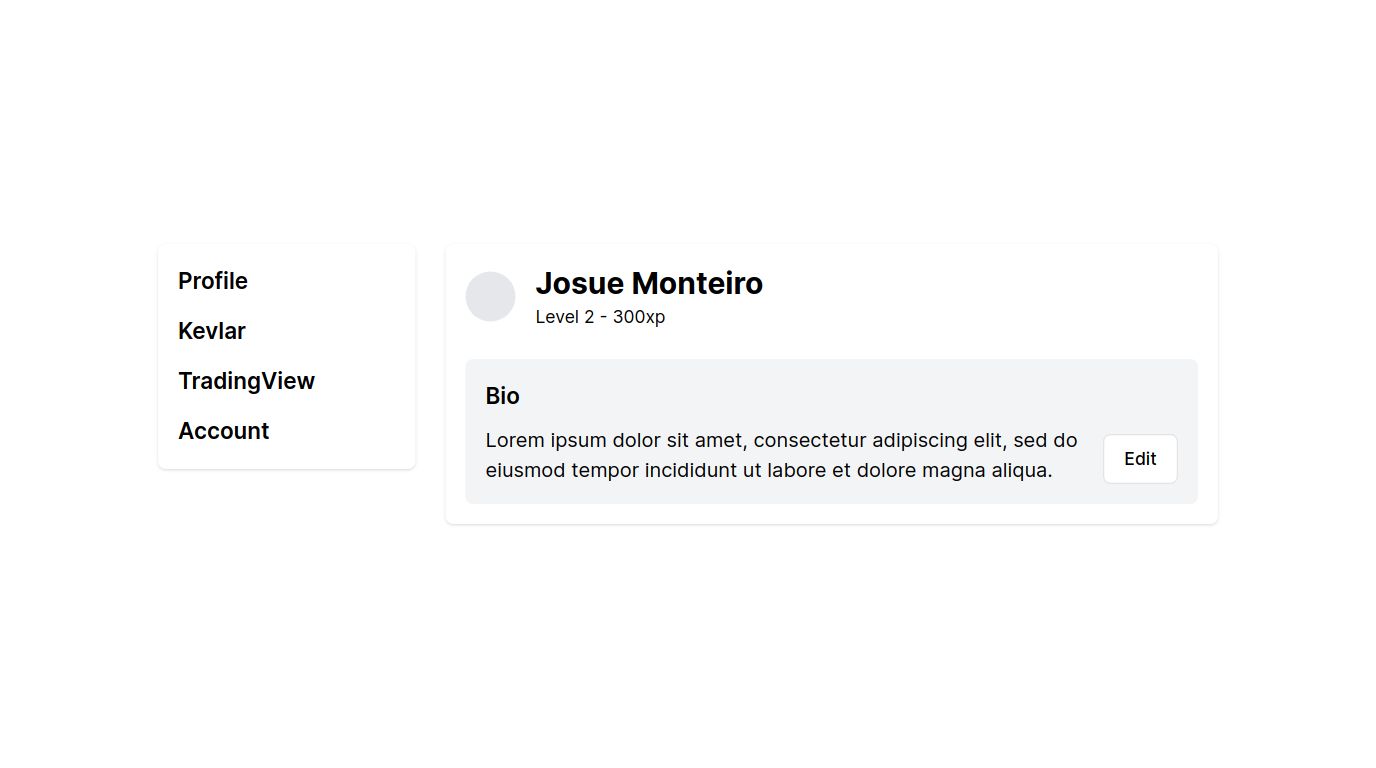 Profile
Kevlar
TradingView
Account
Josue Monteiro
Level 2 - 300xp
Bio
Lorem ipsum dolor sit amet, consectetur adipiscing elit, sed do
eiusmod tempor incididunt ut labore et dolore magna aliqua.
Edit